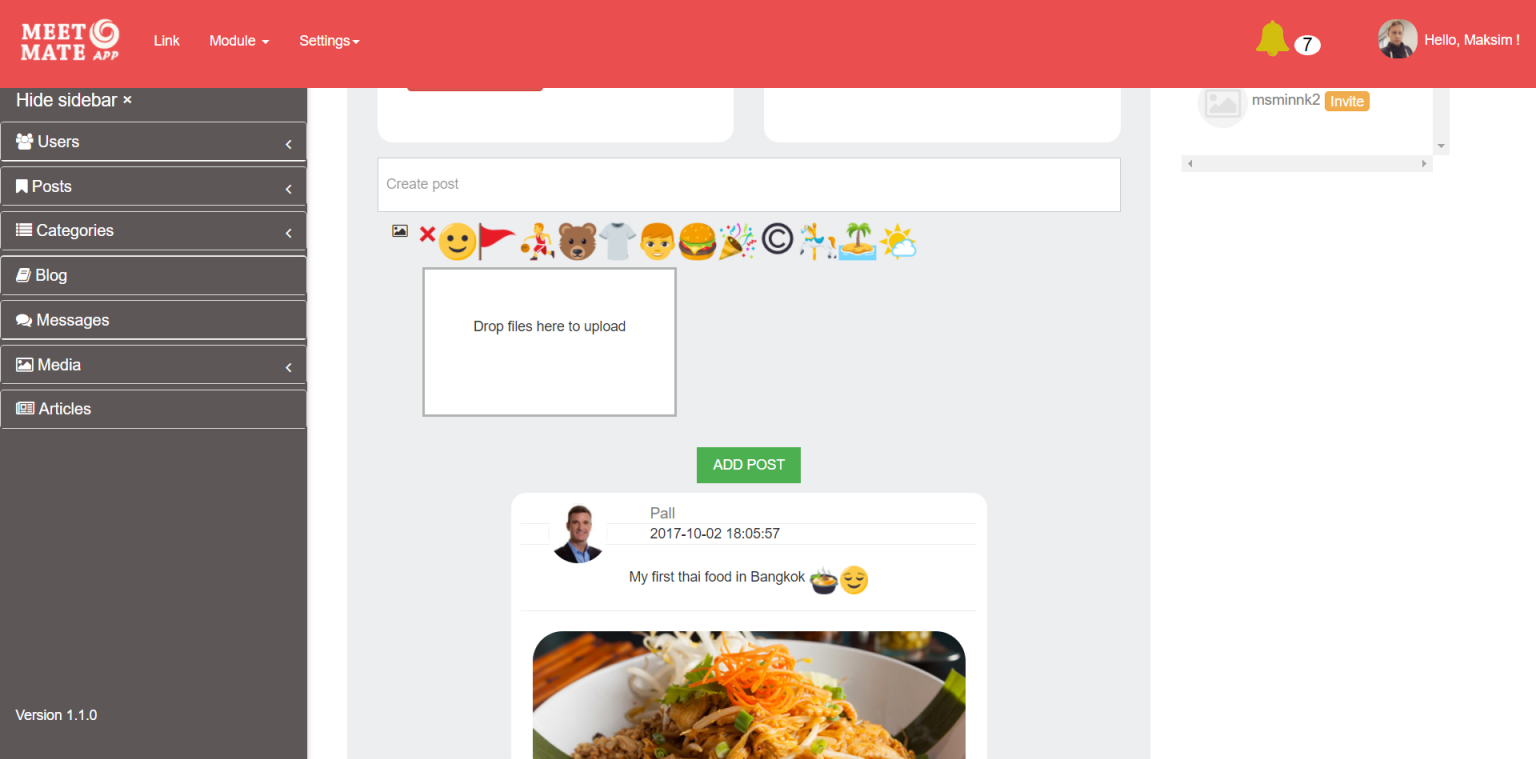 MEET
MATE APP
Link
Module
Settings
7
Hello, Maksim !
Hide sidebar ×
Users
Posts
Categories
Blog
Messages
Media
Articles
Version 1.1.0
msminnk2 Invite
Create post
Drop files here to upload
ADD POST
Pall
2017-10-02 18:05:57
My first thai food in Bangkok